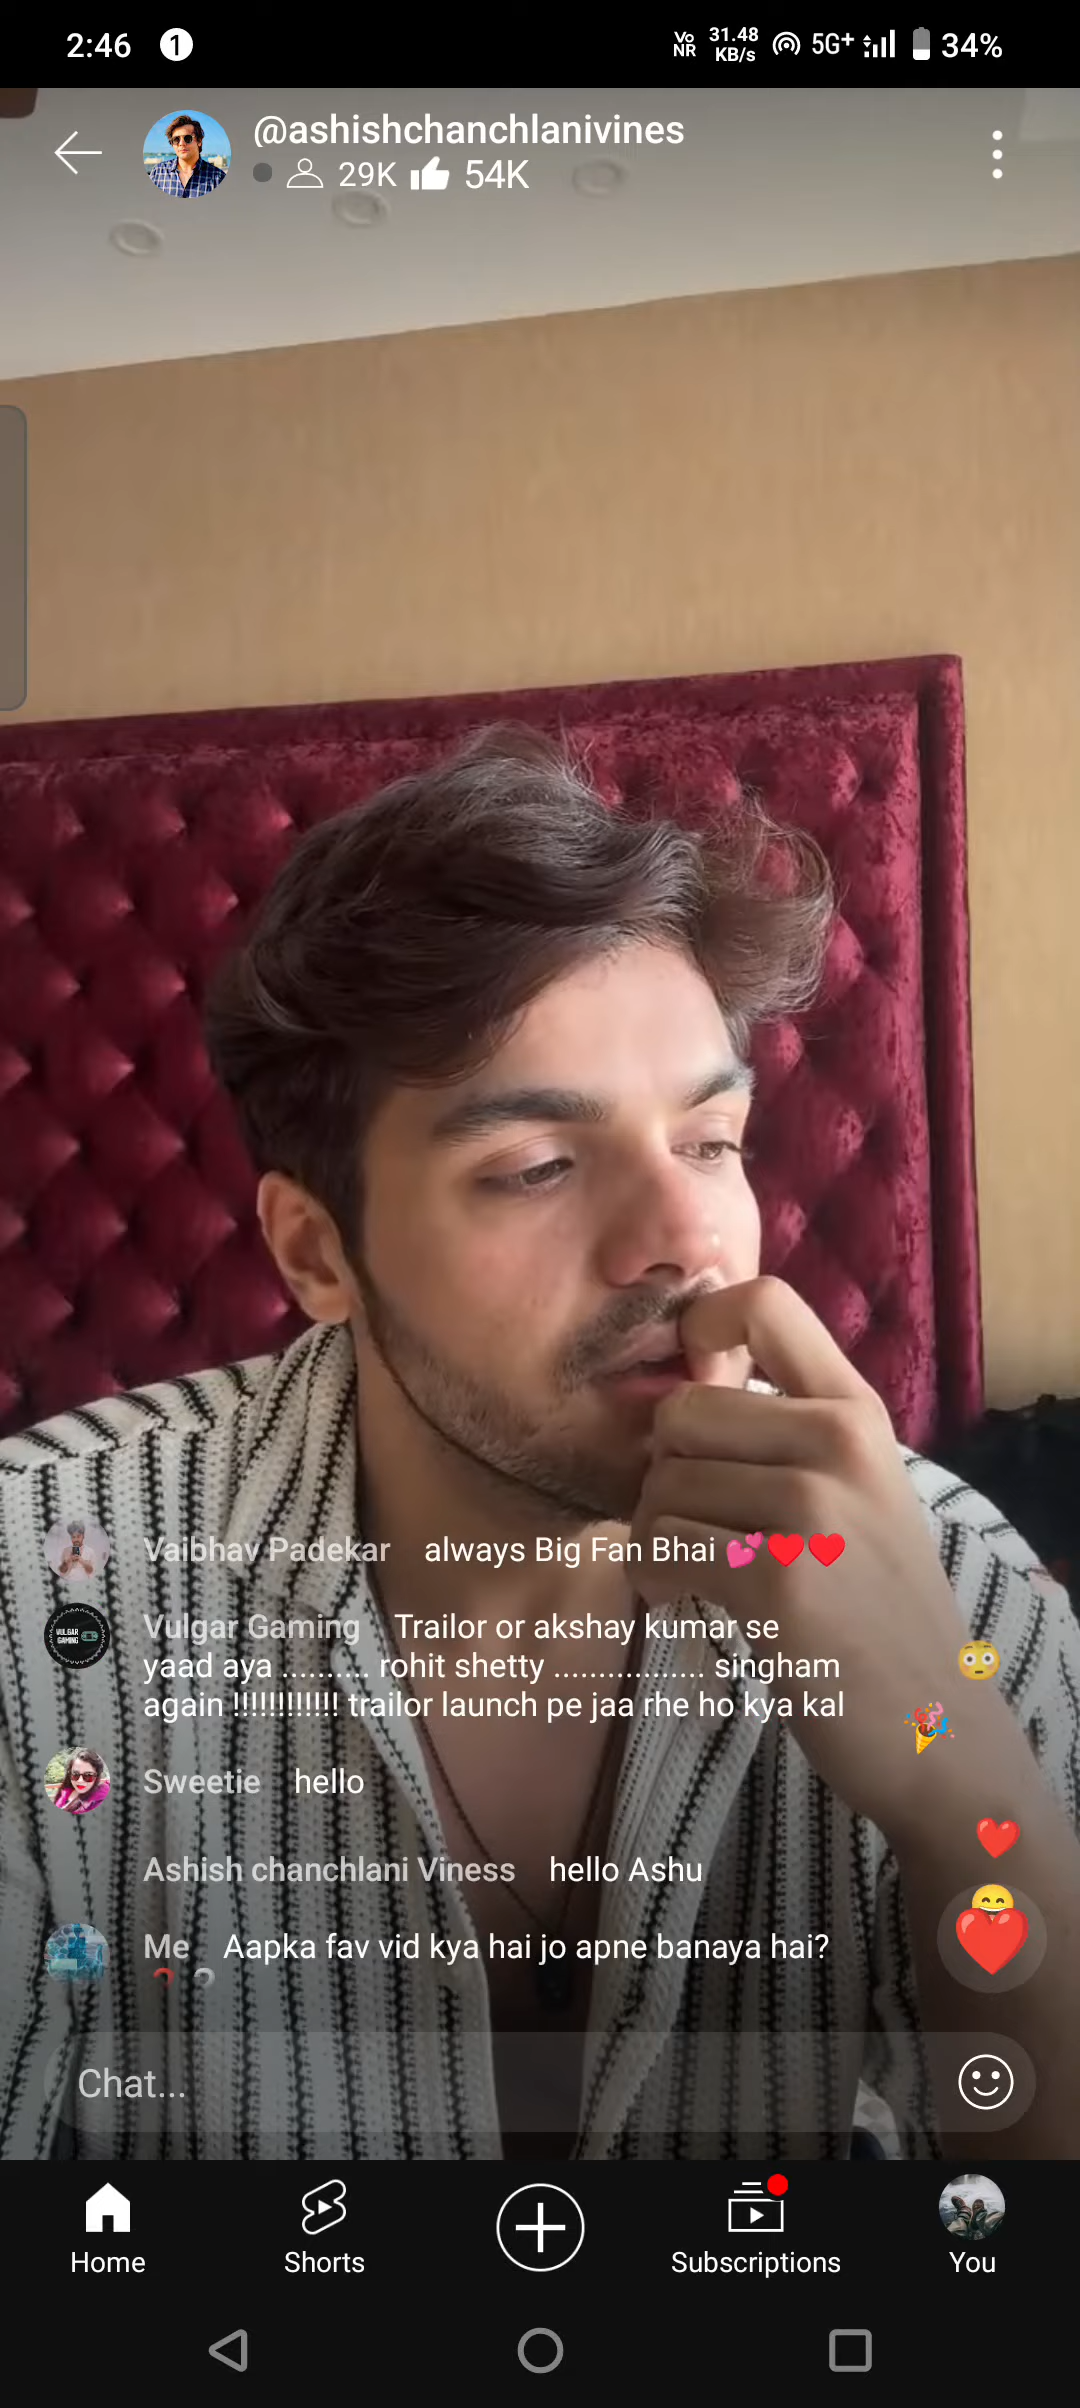 2:46 1 Vo NR 31.48 KB/s 5G+ 34%
@ashishchanchlanivines
29K 54K
Vaibhav Padekar always Big Fan Bhai 💕♥️♥️
VULGAR GAMING
Vulgar Gaming Trailor or akshay kumar se
yaad aya .......... rohit shetty ................. singham
again !!!!!!!!!!!! trailor launch pe jaa rhe ho kya kal
Sweetie hello
Ashish chanchlani Viness hello Ashu
Me Aapka fav vid kya hai jo apne banaya hai?
❓❔
Chat...
Home Shorts Subscriptions You